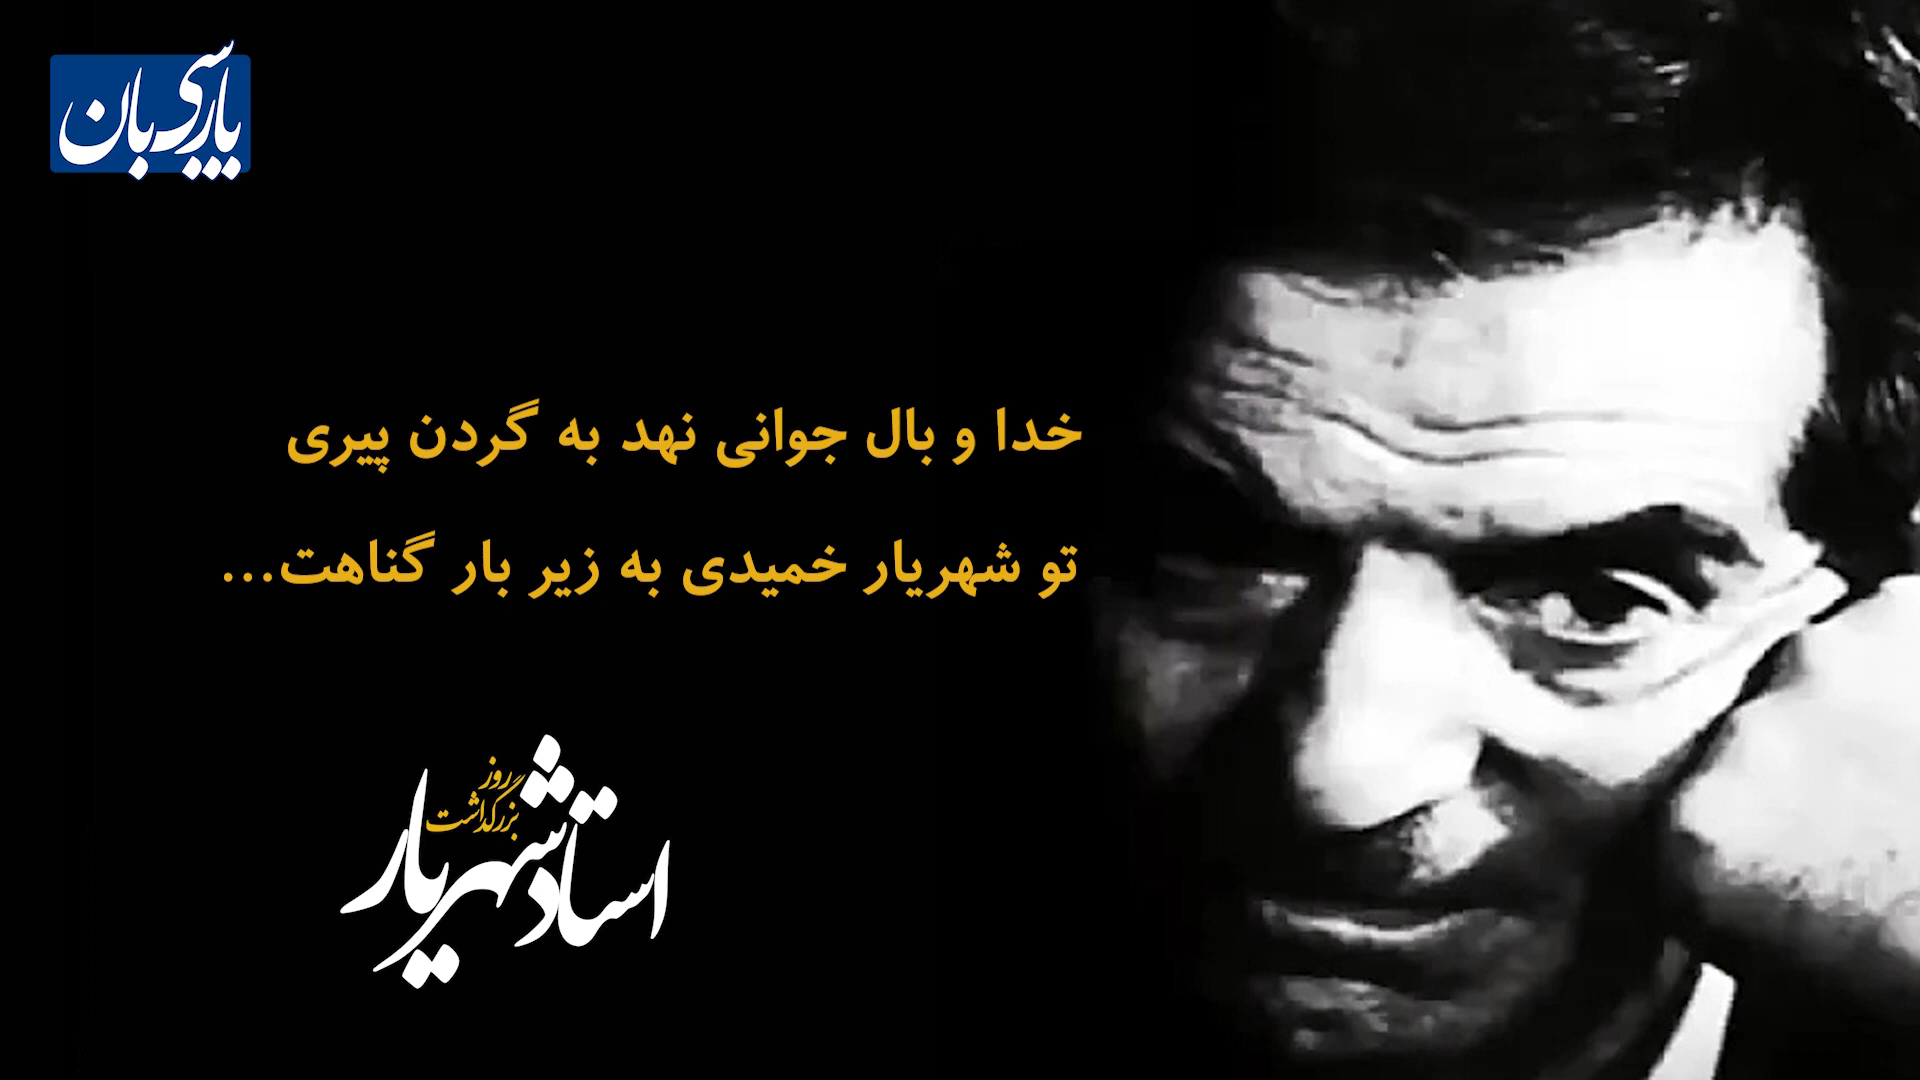 پارسی‌بان
خدا و بال جوانی نهد به گردن پیری
تو شهریار خمیدی به زیر بار گناهت...
روز
بزرگداشت
استاد شهریار